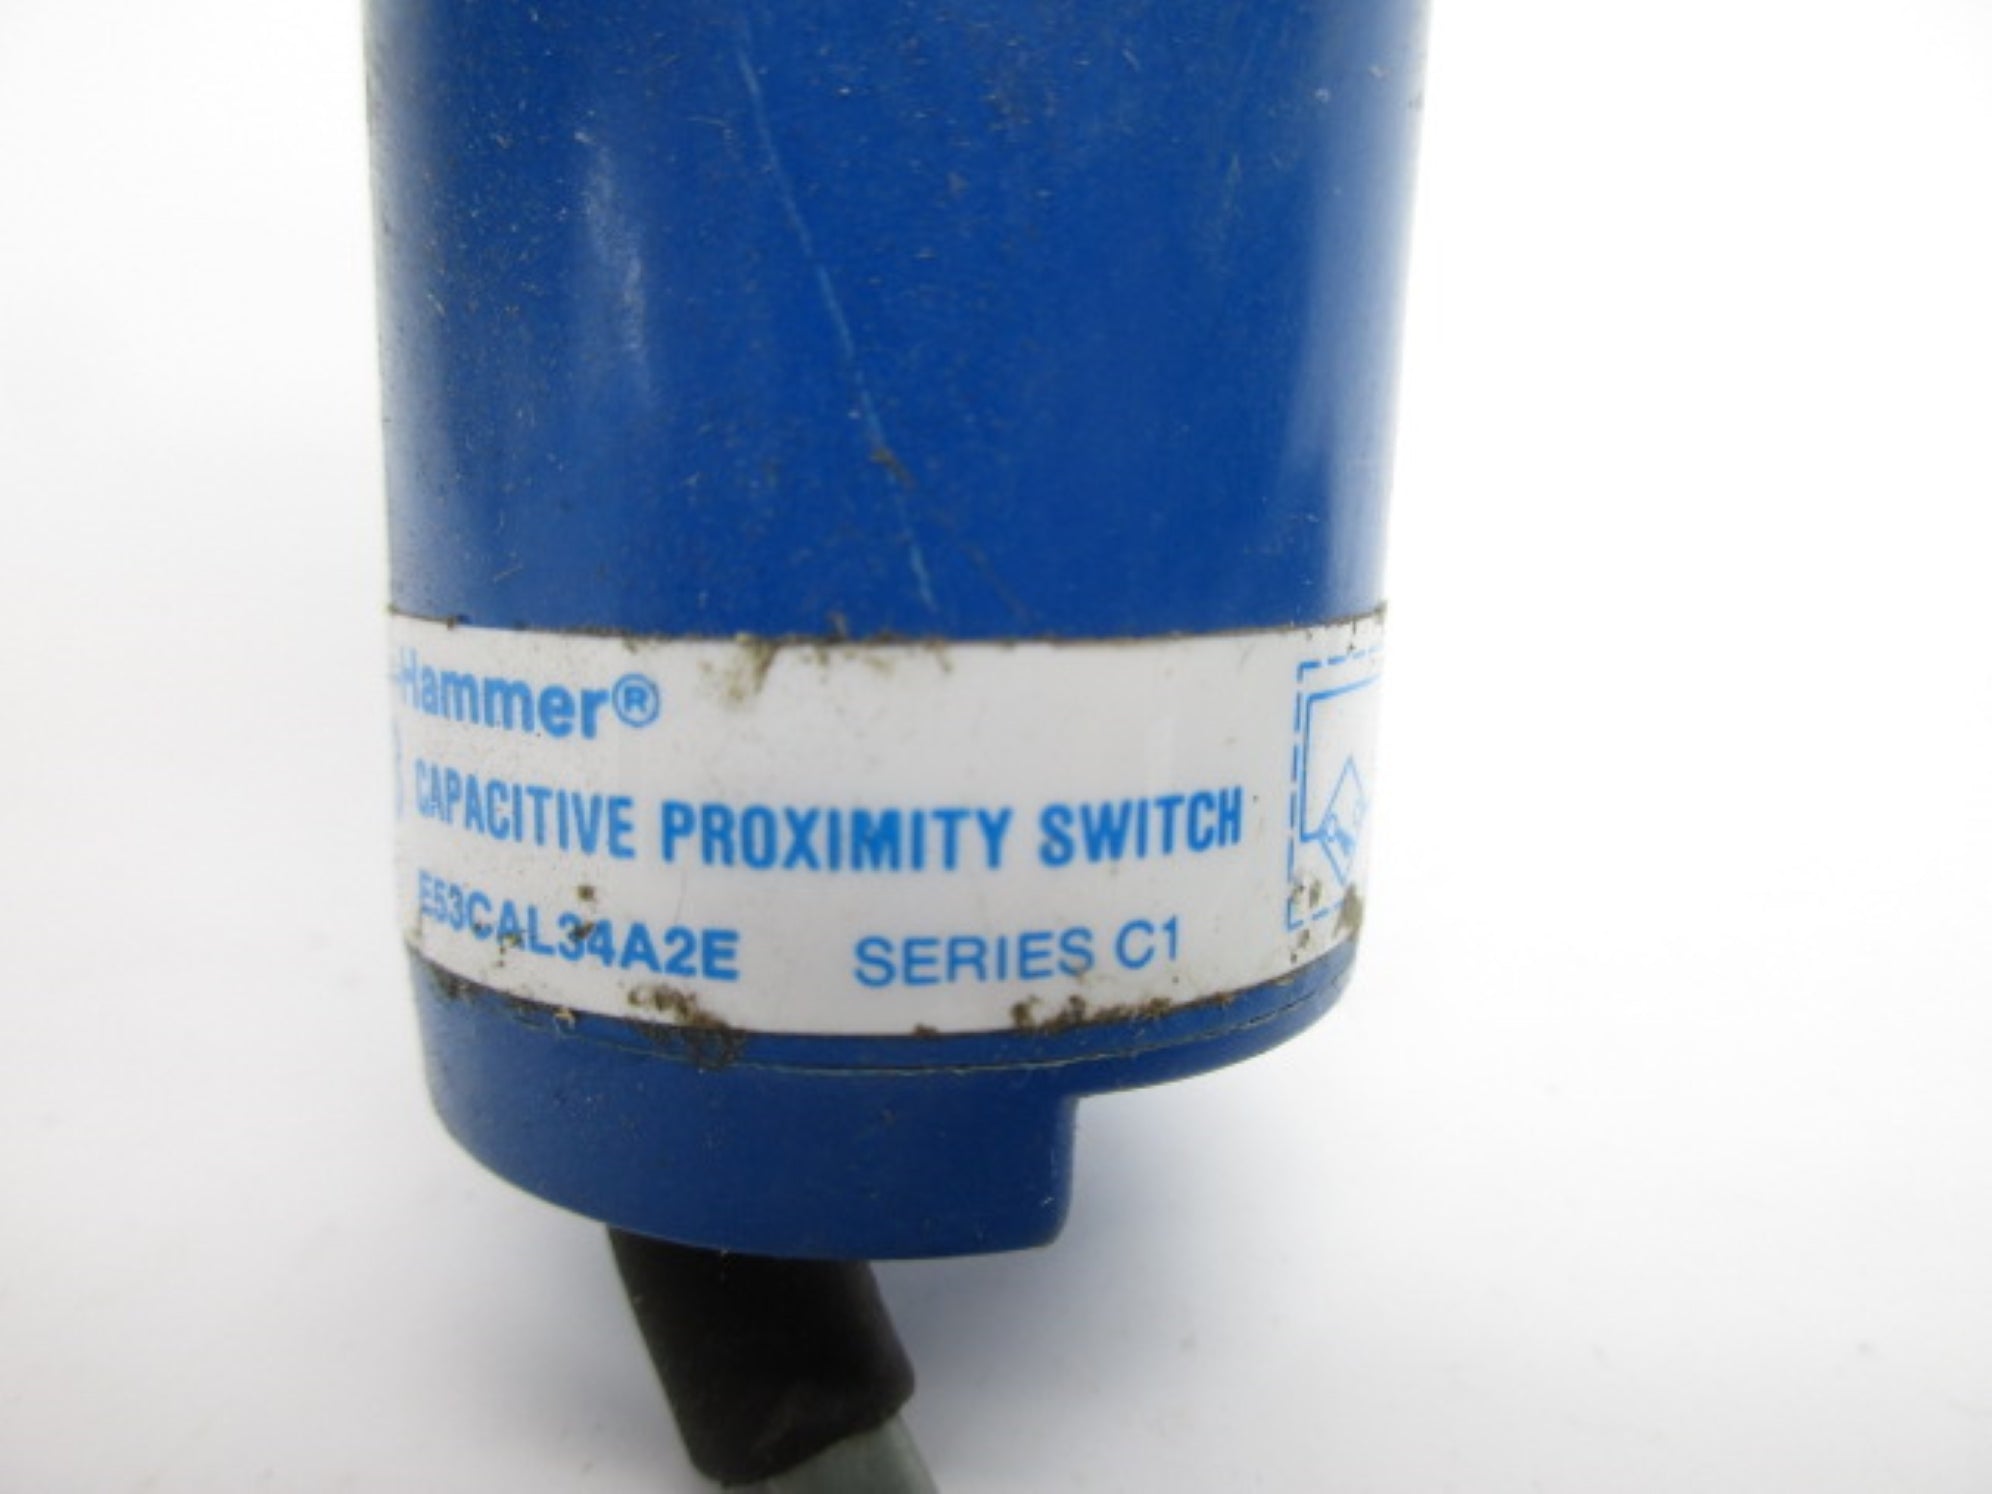 -Hammer®
CAPACITIVE PROXIMITY SWITCH
E53CAL34A2E SERIES C1